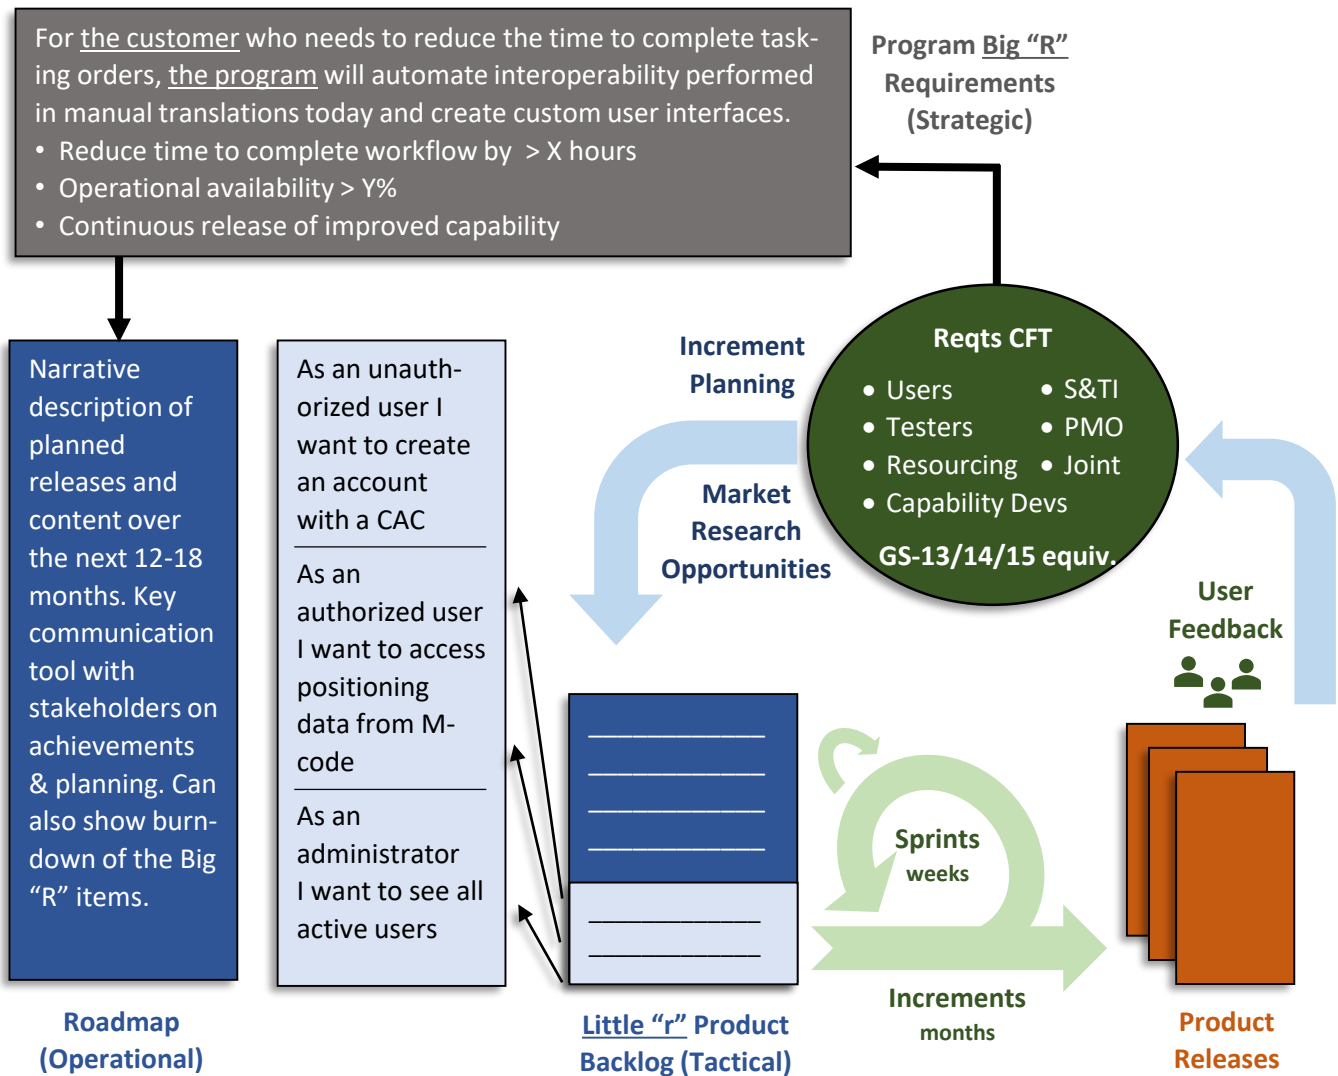 For the customer who needs to reduce the time to complete task-
ing orders, the program will automate interoperability performed
in manual translations today and create custom user interfaces.
• Reduce time to complete workflow by > X hours
• Operational availability > Y%
• Continuous release of improved capability
Program Big “R”
Requirements
(Strategic)
Narrative
description of
planned
releases and
content over
the next 12-18
months. Key
communication
tool with
stakeholders on
achievements
& planning. Can
also show burn-
down of the Big
“R” items.
Roadmap
(Operational)
As an unauth-
orized user I
want to create
an account
with a CAC
As an
authorized user
I want to access
positioning
data from M-
code
As an
administrator
I want to see all
active users
Increment
Planning
Market
Research
Opportunities
Reqts CFT
• Users
• S&TI
• Testers
• PMO
• Resourcing
• Joint
• Capability Devs
GS-13/14/15 equiv.
User
Feedback
Sprints
weeks
Increments
months
Little “r” Product
Backlog (Tactical)
Product
Releases